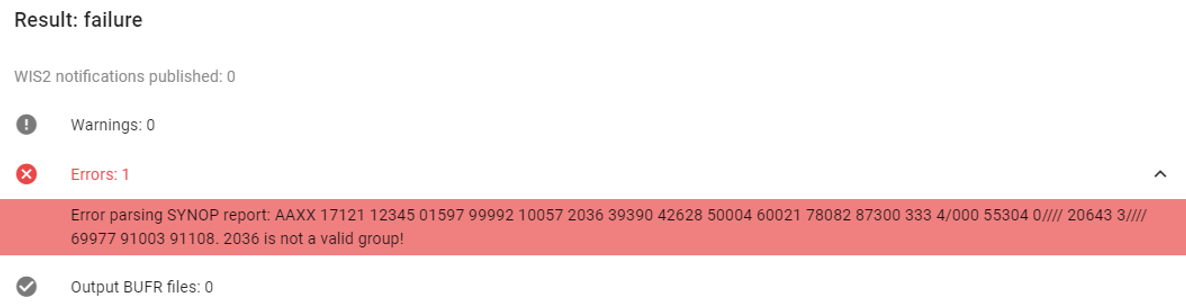 Result: failure
WIS2 notifications published: 0
Warnings: 0
Errors: 1
Error parsing SYNOP report: AAXX 17121 12345 01597 99992 10057 2036 39390 42628 50004 60021 78082 87300 333 4/000 55304 0//// 20643 3////
69977 91003 91108. 2036 is not a valid group!
Output BUFR files: 0